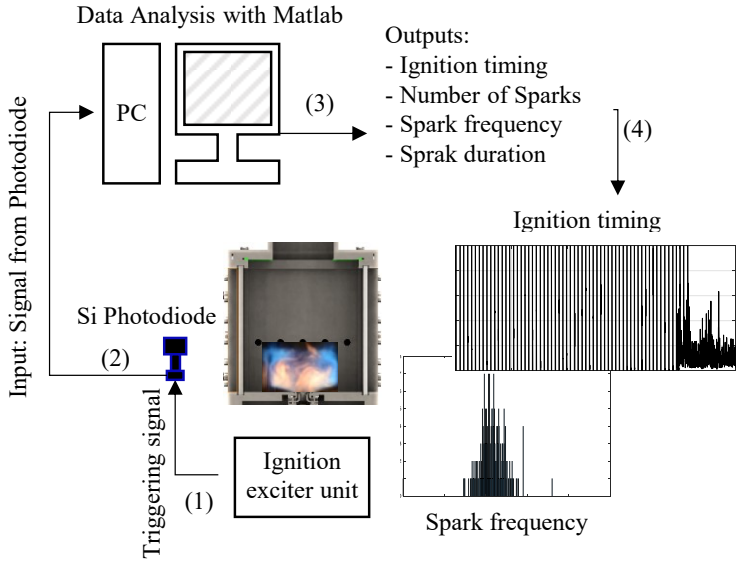 Data Analysis with Matlab
PC
(3)
Outputs:
- Ignition timing
- Number of Sparks
- Spark frequency
- Sprak duration
(4)
Input: Signal from Photodiode
Si Photodiode
(2)
Triggering signal
(1)
Ignition
exciter unit
Ignition timing
Spark frequency